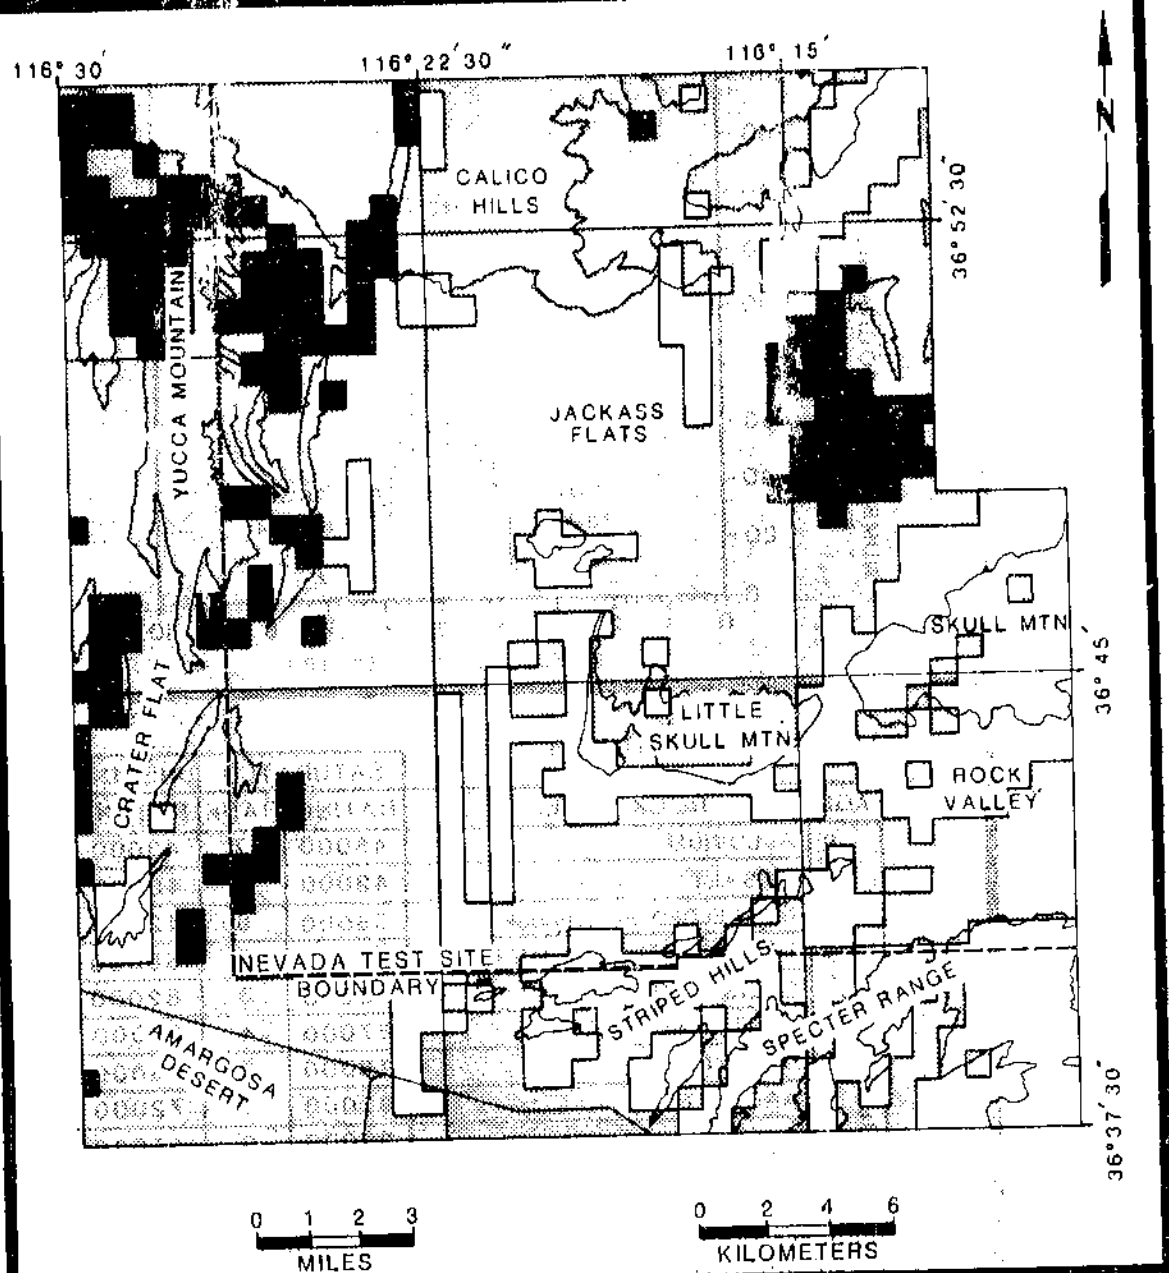 116° 30′
116° 22′ 30″
116° 15′
N
36° 52′ 30″
CALICO
HILLS
YUCCA MOUNTAIN
JACKASS
FLATS
SKULL MTN
36° 45′
CRATER FLAT
LITTLE
SKULL MTN
ROCK
VALLEY
NEVADA TEST SITE
BOUNDARY
STRIPED HILLS
SPECTER RANGE
AMARGOSA
DESERT
36° 37′ 30″
0 1 2 3
MILES
0 2 4 6
KILOMETERS